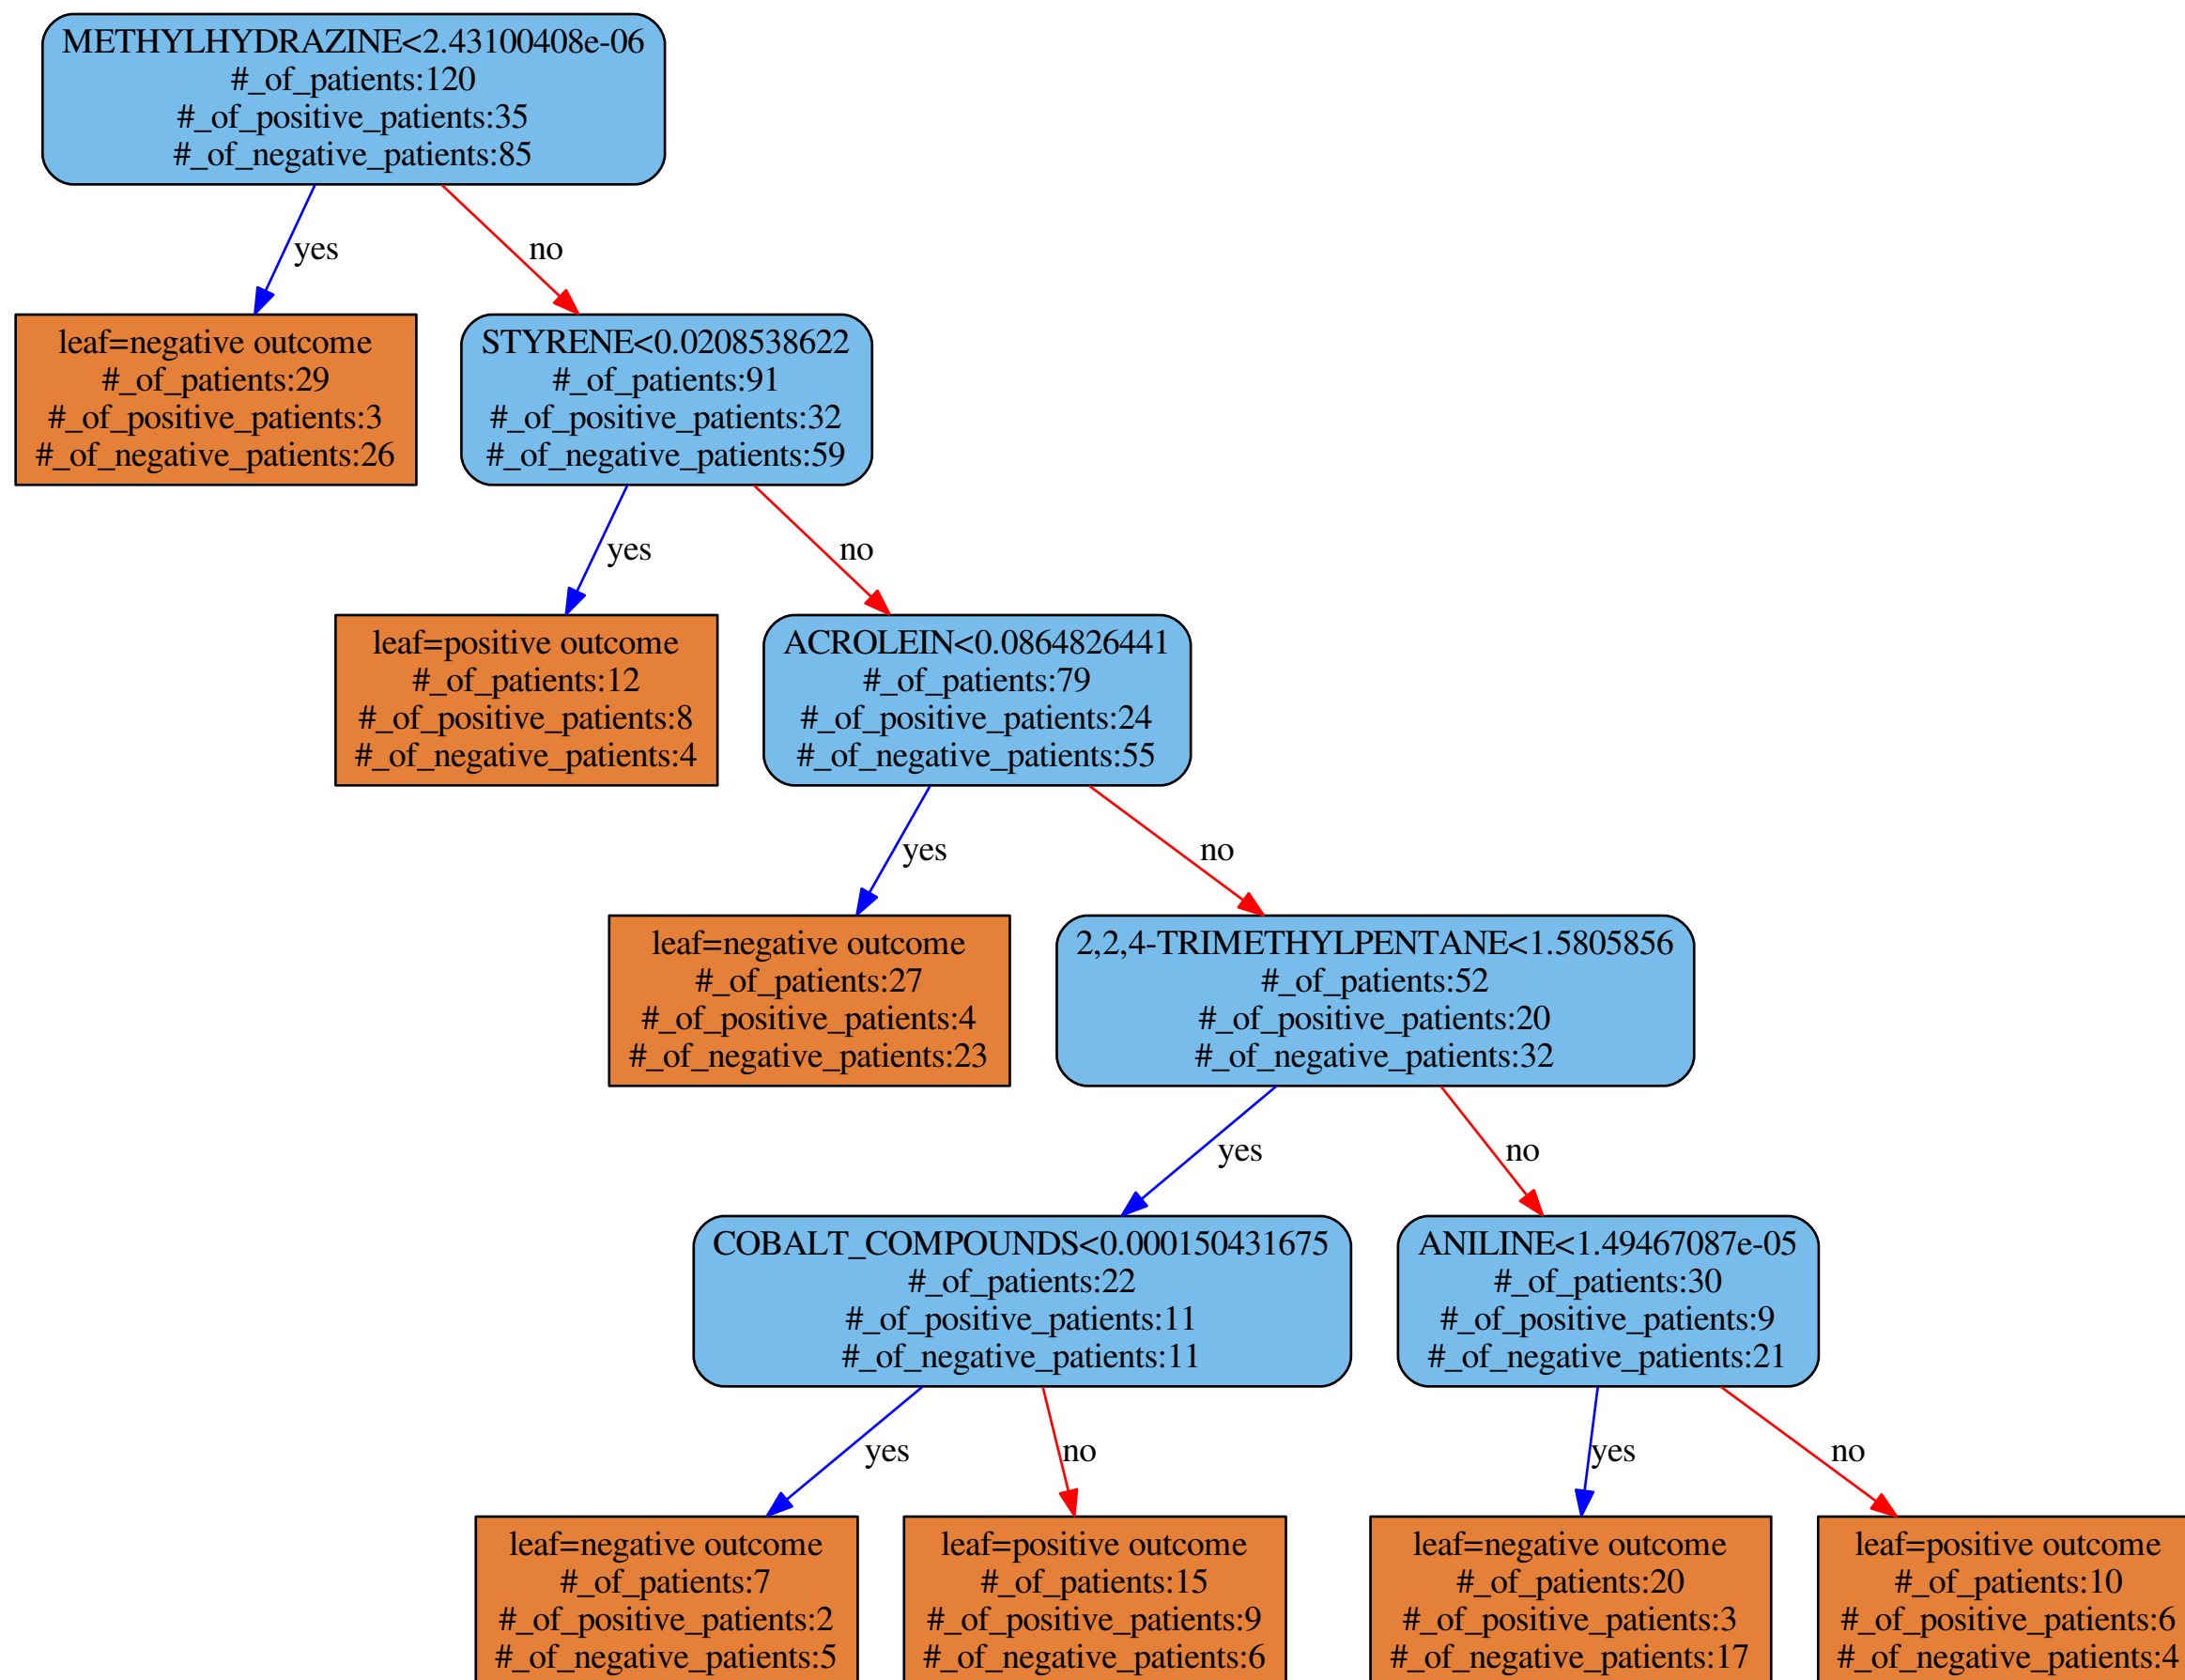 METHYLHYDRAZINE<2.43100408e-06
#_of_patients:120
#_of_positive_patients:35
#_of_negative_patients:85
yes
no
leaf=negative outcome
#_of_patients:29
#_of_positive_patients:3
#_of_negative_patients:26
STYRENE<0.0208538622
#_of_patients:91
#_of_positive_patients:32
#_of_negative_patients:59
yes
no
leaf=positive outcome
#_of_patients:12
#_of_positive_patients:8
#_of_negative_patients:4
ACROLEIN<0.0864826441
#_of_patients:79
#_of_positive_patients:24
#_of_negative_patients:55
yes
no
leaf=negative outcome
#_of_patients:27
#_of_positive_patients:4
#_of_negative_patients:23
2,2,4-TRIMETHYLPENTANE<1.5805856
#_of_patients:52
#_of_positive_patients:20
#_of_negative_patients:32
yes
no
COBALT_COMPOUNDS<0.000150431675
#_of_patients:22
#_of_positive_patients:11
#_of_negative_patients:11
ANILINE<1.49467087e-05
#_of_patients:30
#_of_positive_patients:9
#_of_negative_patients:21
yes
no
yes
no
leaf=negative outcome
#_of_patients:7
#_of_positive_patients:2
#_of_negative_patients:5
leaf=positive outcome
#_of_patients:15
#_of_positive_patients:9
#_of_negative_patients:6
leaf=negative outcome
#_of_patients:20
#_of_positive_patients:3
#_of_negative_patients:17
leaf=positive outcome
#_of_patients:10
#_of_positive_patients:6
#_of_negative_patients:4